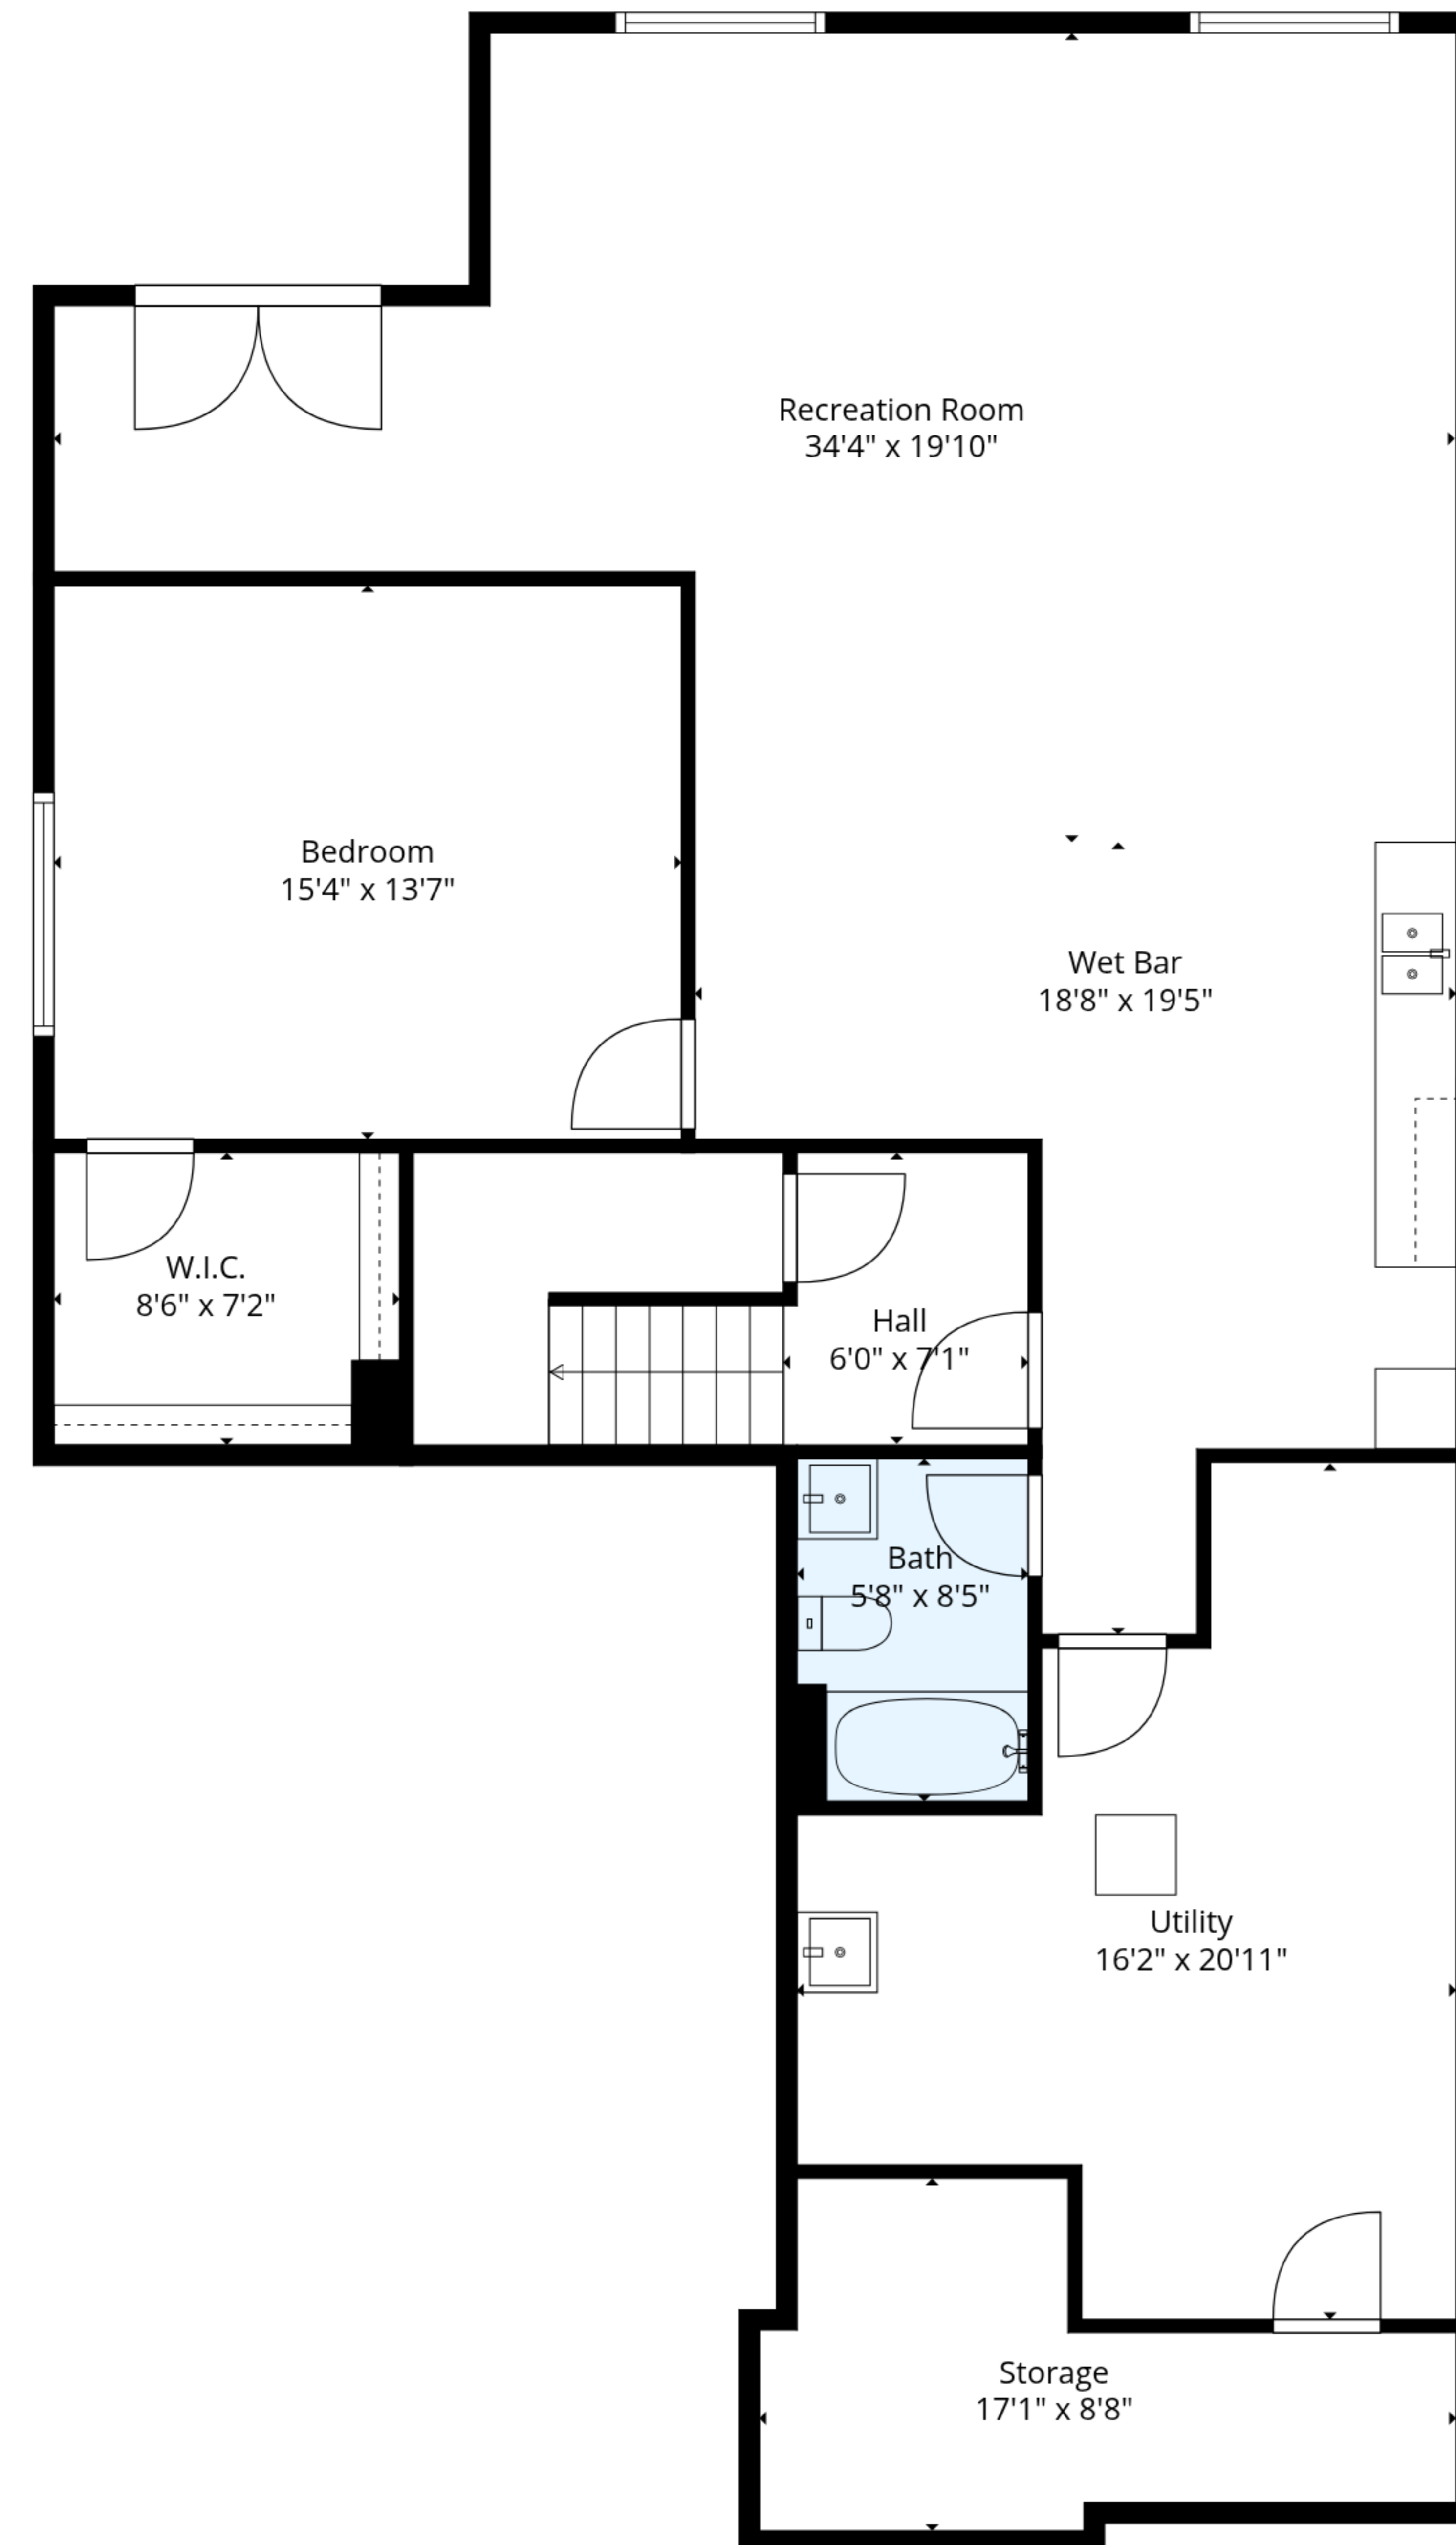 Recreation Room
34'4" x 19'10"
Bedroom
15'4" x 13'7"
Wet Bar
18'8" x 19'5"
W.I.C.
8'6" x 7'2"
Hall
6'0" x 7'1"
Bath
5'8" x 8'5"
Utility
16'2" x 20'11"
Storage
17'1" x 8'8"